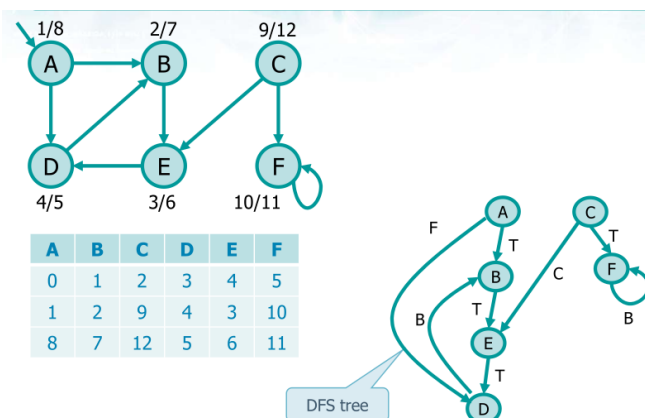 1/8 2/7 9/12
A B C
D E F
4/5 3/6 10/11
A B C D E F
0 1 2 3 4 5
1 2 9 4 3 10
8 7 12 5 6 11
A C
F T T
B F
T C
B B
E
T
D
DFS tree